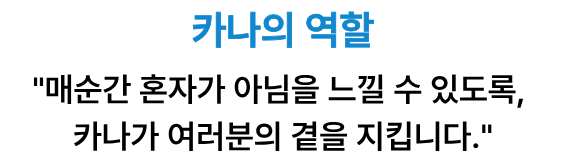 카나의 역할
"매순간 혼자가 아님을 느낄 수 있도록,
카나가 여러분의 곁을 지킵니다."